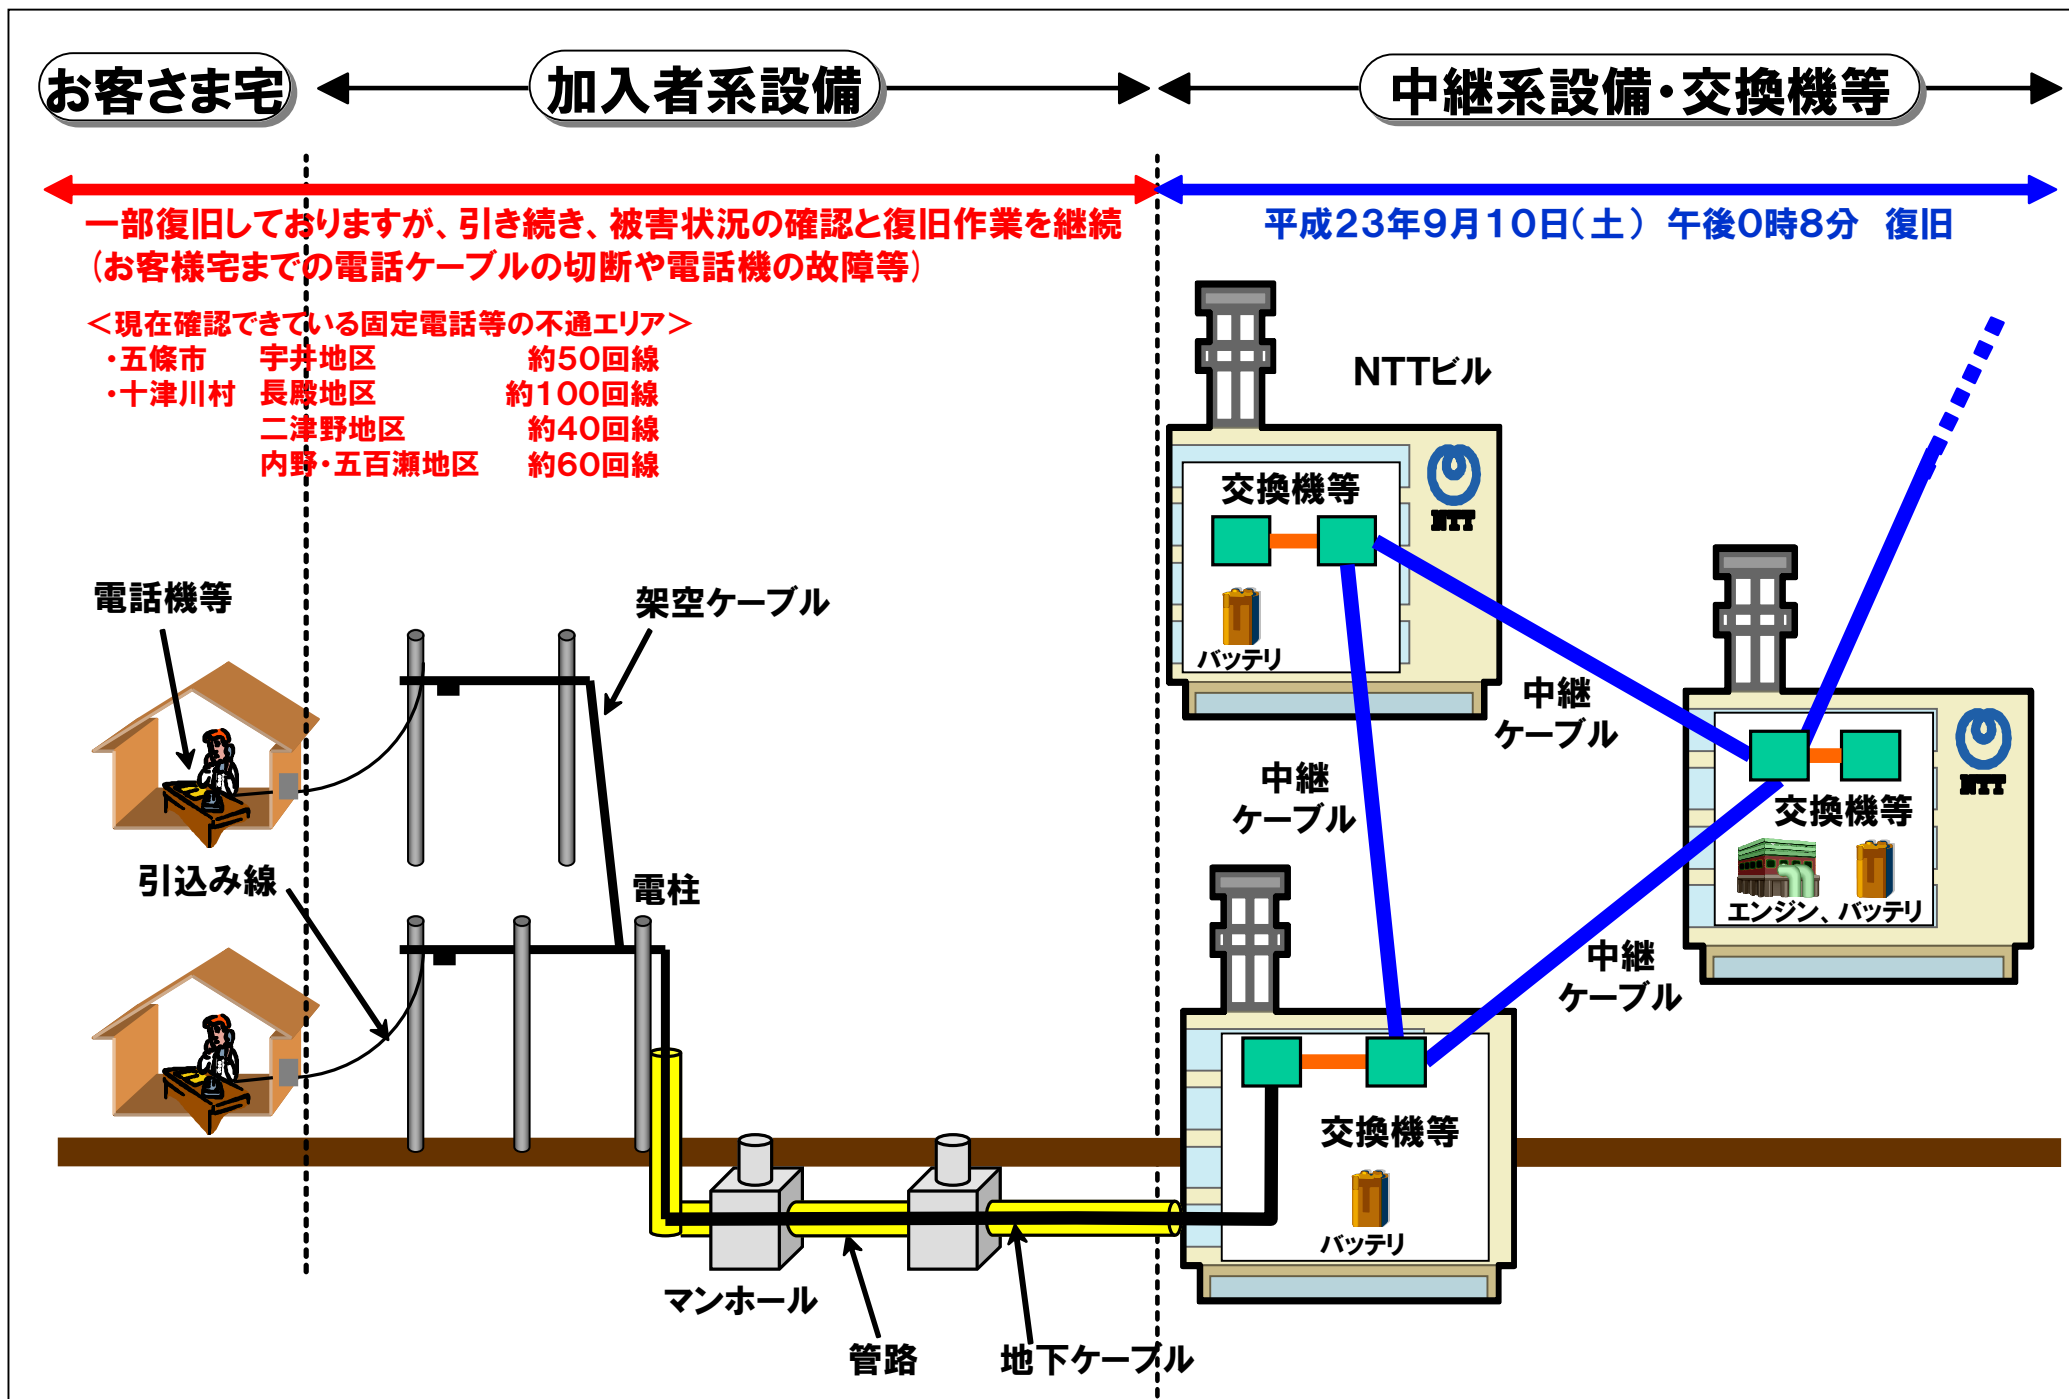 お客さま宅
加入者系設備
中継系設備・交換機等
一部復旧しておりますが、引き続き、被害状況の確認と復旧作業を継続
（お客様宅までの電話ケーブルの切断や電話機の故障等）
平成23年9月10日（土） 午後0時8分 復旧
＜現在確認できている固定電話等の不通エリア＞
・五條市 宇井地区 約50回線
・十津川村 長殿地区 約100回線
二津野地区 約40回線
内野・五百瀬地区 約60回線
NTTビル
交換機等
NTT
バッテリ
電話機等
架空ケーブル
中継
ケーブル
中継
ケーブル
NTT
交換機等
エンジン、バッテリ
引込み線
電柱
中継
ケーブル
交換機等
バッテリ
マンホール
管路
地下ケーブル